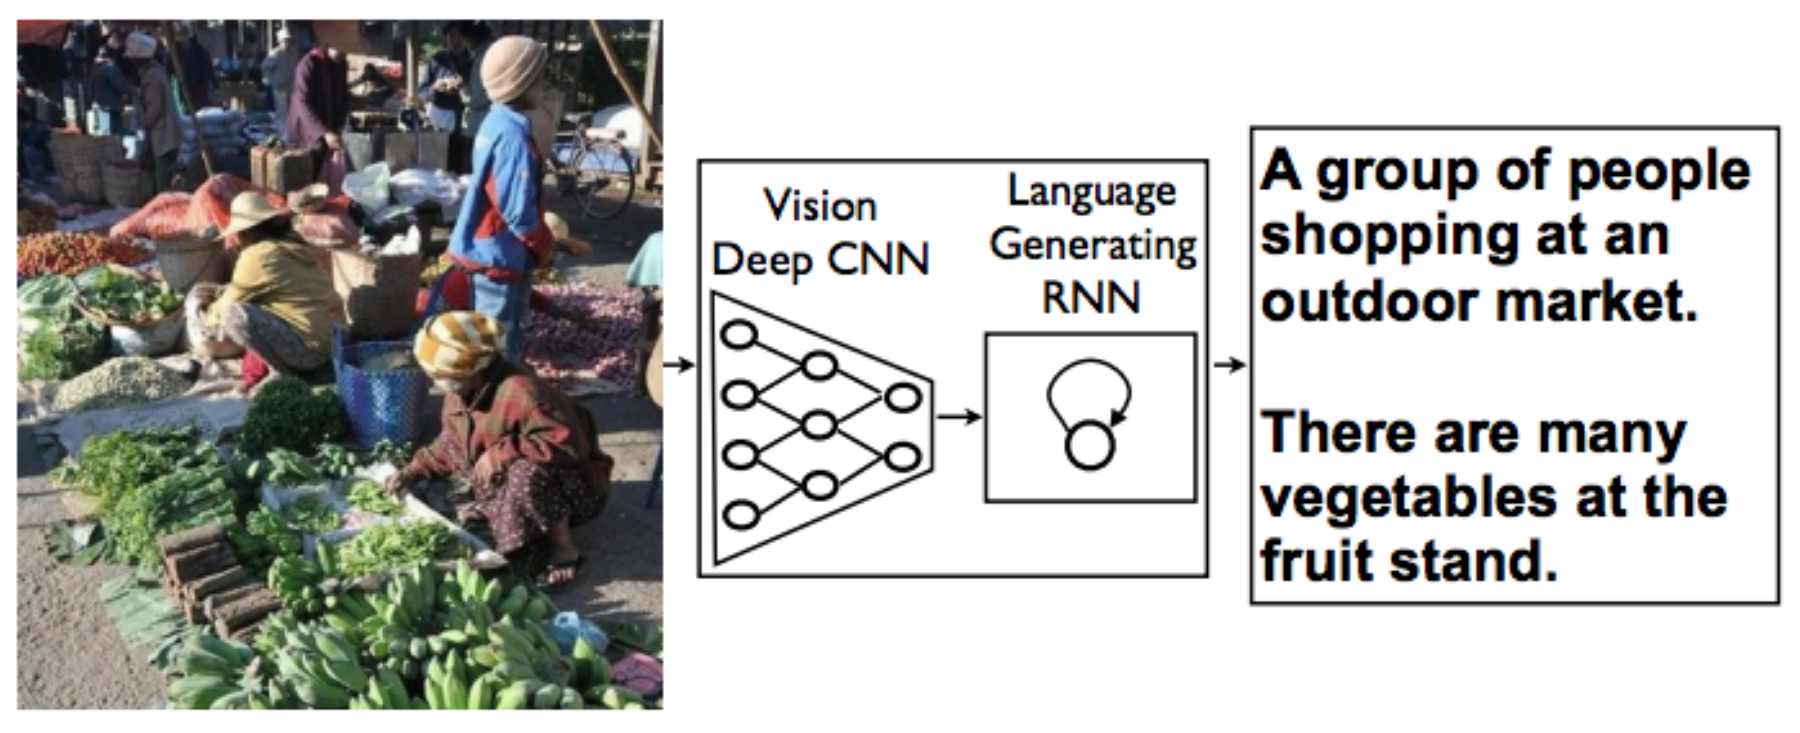 Vision
Deep CNN
Language
Generating
RNN
A group of people
shopping at an
outdoor market.
There are many
vegetables at the
fruit stand.